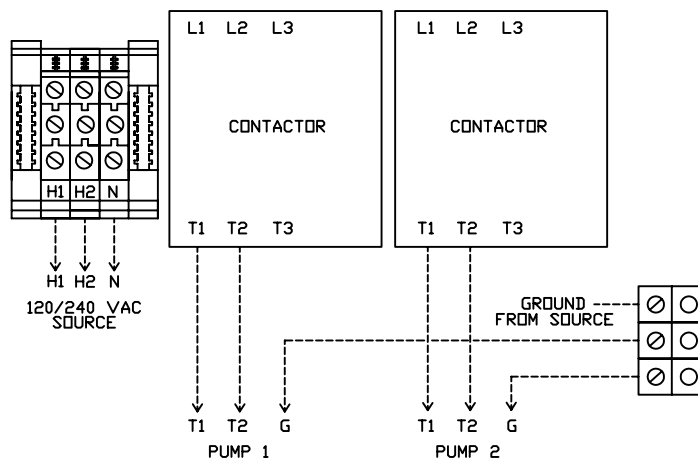 L1 L2 L3
L1 L2 L3
CONTACTOR
CONTACTOR
H1 H2 N
T1 T2 T3
T1 T2 T3
H1 H2 N
120/240 VAC
SOURCE
GROUND
FROM SOURCE
T1 T2 G
T1 T2 G
PUMP 1
PUMP 2